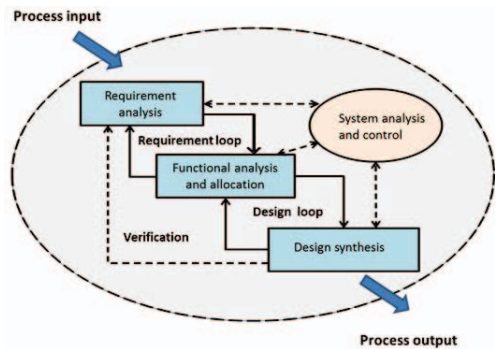 Process input
Requirement
analysis
System analysis
and control
Requirement loop
Functional analysis
and allocation
Design loop
Verification
Design synthesis
Process output